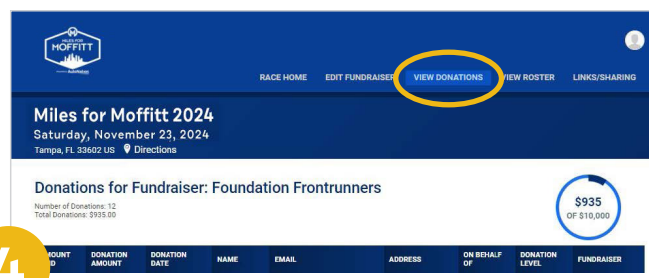 MILES FOR
MOFFITT
RACE HOME EDIT FUNDRAISER VIEW DONATIONS VIEW ROSTER LINKS/SHARING
Miles for Moffitt 2024
Saturday, November 23, 2024
Tampa, FL 33602 US Directions
Donations for Fundraiser: Foundation Frontrunners
Number of Donations: 12
Total Donations: $935.00
$935
OF $10,000
4
DONATION AMOUNT DONATION DATE NAME EMAIL ADDRESS ON BEHALF OF DONATION LEVEL FUNDRAISER